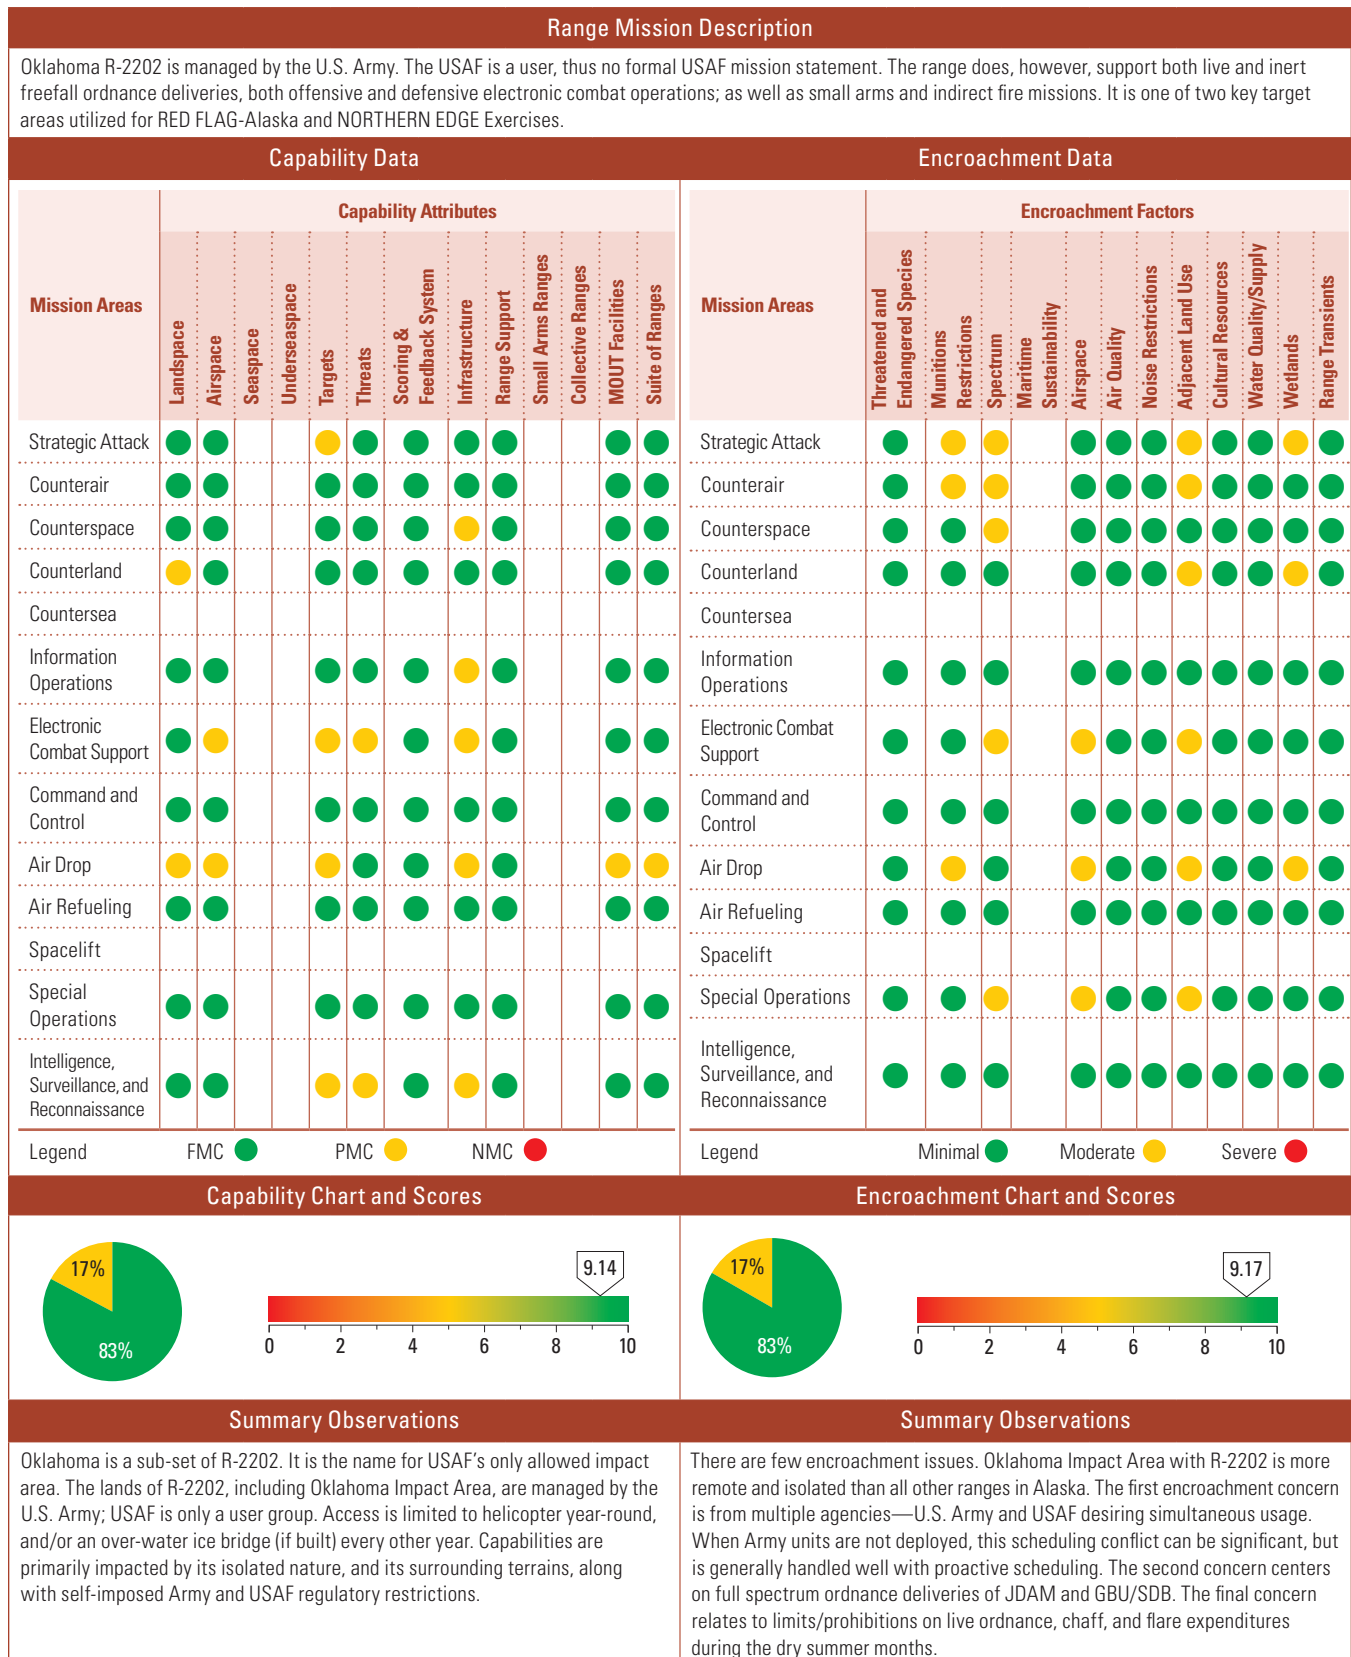 Range Mission Description
Oklahoma R-2202 is managed by the U.S. Army. The USAF is a user, thus no formal USAF mission statement. The range does, however, support both live and inert
freefall ordnance deliveries, both offensive and defensive electronic combat operations; as well as small arms and indirect fire missions. It is one of two key target
areas utilized for RED FLAG-Alaska and NORTHERN EDGE Exercises.
Capability Data
Mission Areas
Capability Attributes
Landspace
Airspace
Seaspace
Underseaspace
Targets
Threats
Scoring &
Feedback System
Infrastructure
Range Support
Small Arms Ranges
Collective Ranges
MOUT Facilities
Suite of Ranges
Strategic Attack
Counterair
Counterspace
Counterland
Countersea
Information
Operations
Electronic
Combat Support
Command and
Control
Air Drop
Air Refueling
Spacelift
Special
Operations
Intelligence,
Surveillance, and
Reconnaissance
Legend
FMC
PMC
NMC
Encroachment Data
Mission Areas
Encroachment Factors
Threatened and
Endangered Species
Munitions
Restrictions
Spectrum
Maritime
Sustainability
Airspace
Air Quality
Noise Restrictions
Adjacent Land Use
Cultural Resources
Water Quality/Supply
Wetlands
Range Transients
Strategic Attack
Counterair
Counterspace
Counterland
Countersea
Information
Operations
Electronic Combat
Support
Command and
Control
Air Drop
Air Refueling
Spacelift
Special Operations
Intelligence,
Surveillance, and
Reconnaissance
Legend
Minimal
Moderate
Severe
Capability Chart and Scores
17%
83%
9.14
0 2 4 6 8 10
Encroachment Chart and Scores
17%
83%
9.17
0 2 4 6 8 10
Summary Observations
Oklahoma is a sub-set of R-2202. It is the name for USAF's only allowed impact
area. The lands of R-2202, including Oklahoma Impact Area, are managed by the
U.S. Army; USAF is only a user group. Access is limited to helicopter year-round,
and/or an over-water ice bridge (if built) every other year. Capabilities are
primarily impacted by its isolated nature, and its surrounding terrains, along
with self-imposed Army and USAF regulatory restrictions.
Summary Observations
There are few encroachment issues. Oklahoma Impact Area with R-2202 is more
remote and isolated than all other ranges in Alaska. The first encroachment concern
is from multiple agencies—U.S. Army and USAF desiring simultaneous usage.
When Army units are not deployed, this scheduling conflict can be significant, but
is generally handled well with proactive scheduling. The second concern centers
on full spectrum ordnance deliveries of JDAM and GBU/SDB. The final concern
relates to limits/prohibitions on live ordnance, chaff, and flare expenditures
during the dry summer months.